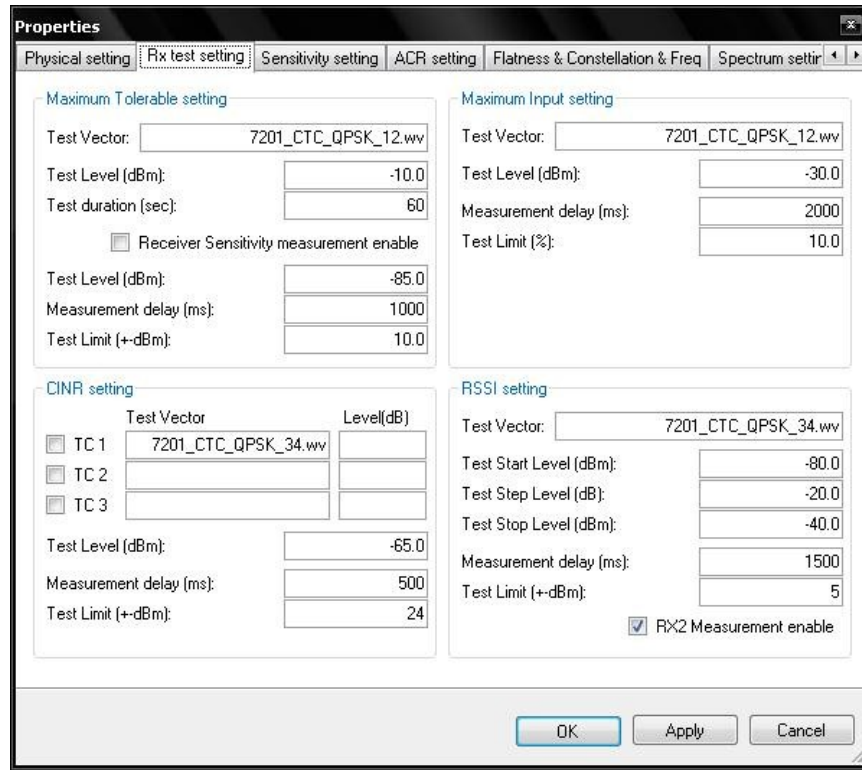 Properties
Physical setting
Rx test setting
Sensitivity setting
ACR setting
Flatness & Constellation & Freq
Spectrum settin
Maximum Tolerable setting
Test Vector: 7201_CTC_QPSK_12.wv
Test Level (dBm): -10.0
Test duration (sec): 60
Receiver Sensitivity measurement enable
Test Level (dBm): -85.0
Measurement delay (ms): 1000
Test Limit (+-dBm): 10.0
Maximum Input setting
Test Vector: 7201_CTC_QPSK_12.wv
Test Level (dBm): -30.0
Measurement delay (ms): 2000
Test Limit (%): 10.0
CINR setting
Test Vector Level(dB)
TC 1 7201_CTC_QPSK_34.wv
TC 2
TC 3
Test Level (dBm): -65.0
Measurement delay (ms): 500
Test Limit (+-dBm): 24
RSSI setting
Test Vector: 7201_CTC_QPSK_34.wv
Test Start Level (dBm): -80.0
Test Step Level (dB): -20.0
Test Stop Level (dBm): -40.0
Measurement delay (ms): 1500
Test Limit (+-dBm): 5
RX2 Measurement enable
OK
Apply
Cancel